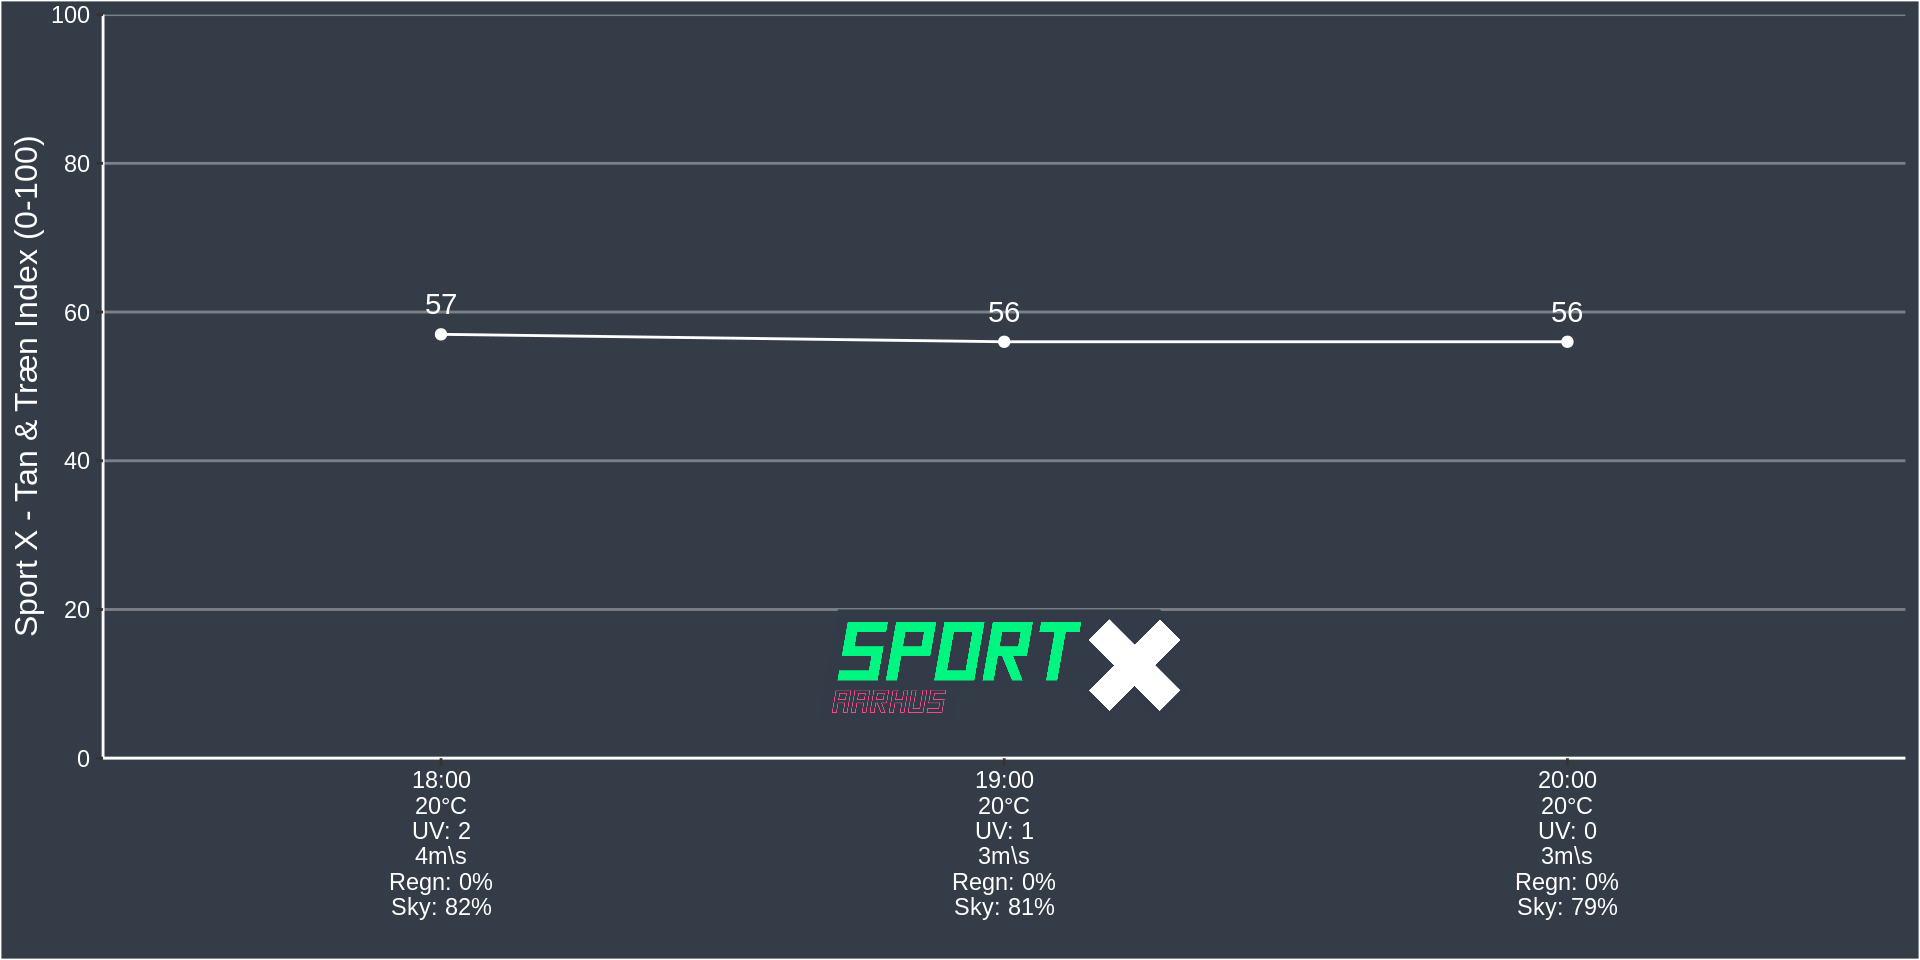 Sport X - Tan & Træn Index (0-100)
100
80
60
40
20
0
57
56
56
SPORT X
AARHUS
18:00
20°C
UV: 2
4m\s
Regn: 0%
Sky: 82%
19:00
20°C
UV: 1
3m\s
Regn: 0%
Sky: 81%
20:00
20°C
UV: 0
3m\s
Regn: 0%
Sky: 79%